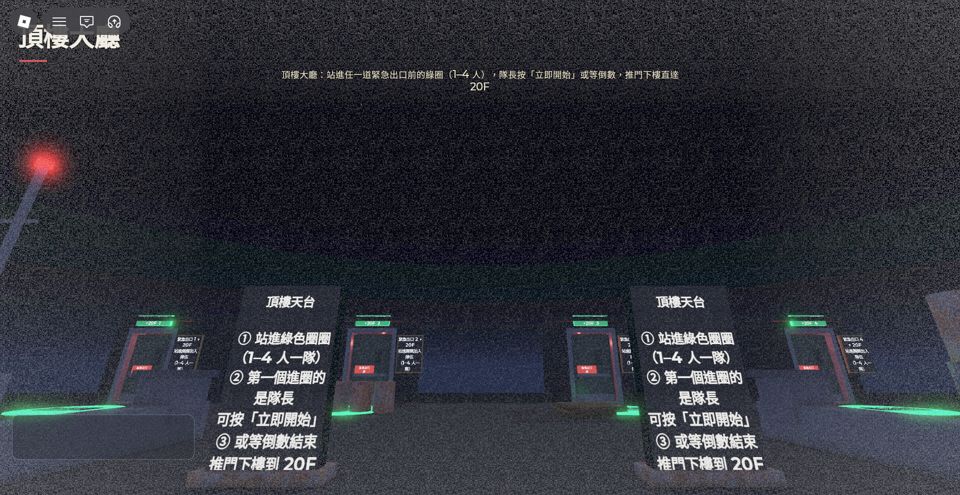 頂樓大廳
頂樓大廳：站進任一道緊急出口前的綠圈（1–4 人），隊長按「立即開始」或等倒數，推門下樓直達
20F
頂樓天台
① 站進綠色圈圈
（1–4 人一隊）
② 第一個進圈的
是隊長
可按「立即開始」
③ 或等倒數結束
推門下樓到 20F
頂樓天台
① 站進綠色圈圈
（1–4 人一隊）
② 第一個進圈的
是隊長
可按「立即開始」
③ 或等倒數結束
推門下樓到 20F